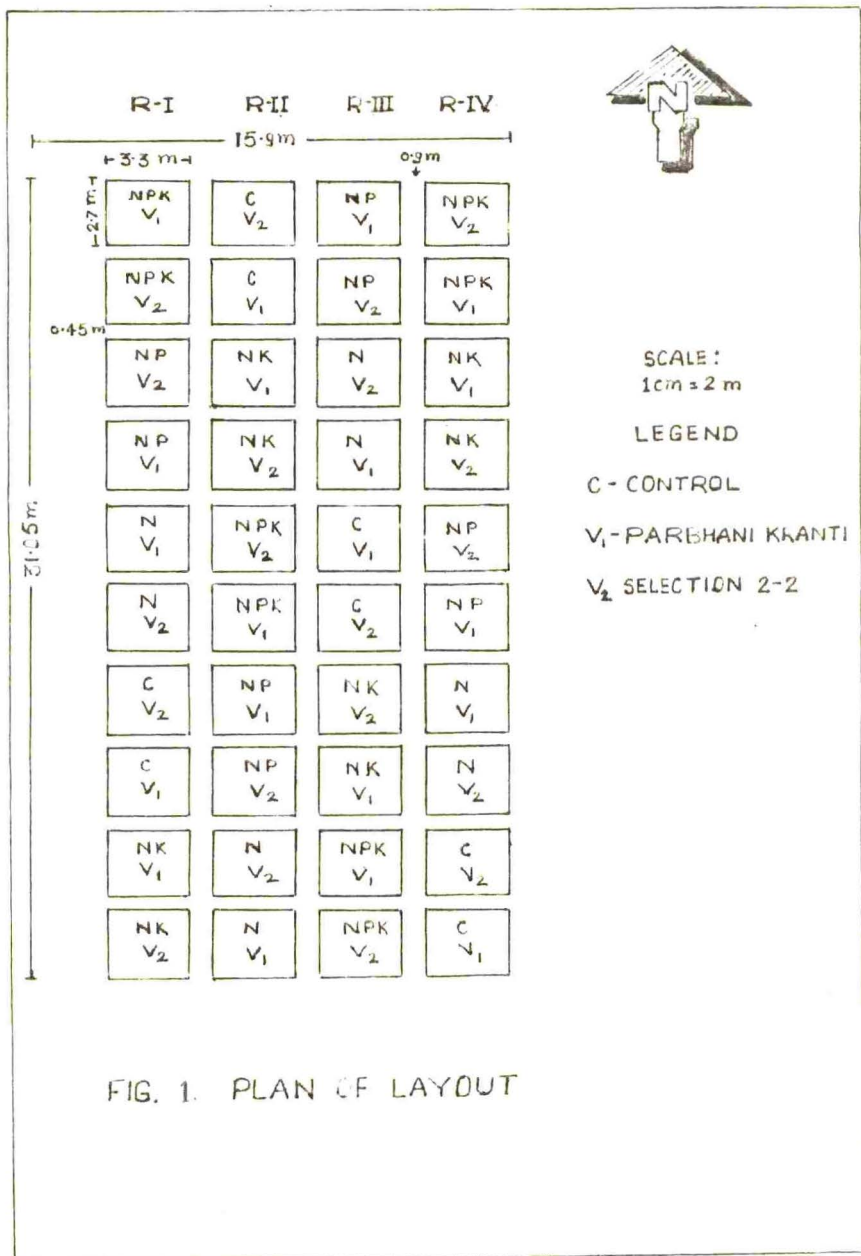 R-I R-II R-III R-IV
N
15.9m
3.3 m
0.9m
2.7 m
NPK C NP NPK
V₁ V₂ V₁ V₂
NPK C NP NPK
V₂ V₁ V₂ V₁
0.45m
NP NK N NK
V₂ V₁ V₂ V₁
SCALE:
1cm = 2 m
NP NK N NK
V₁ V₂ V₁ V₂
LEGEND
C - CONTROL
31.05m
N NPK C NP
V₁ V₂ V₁ V₂
V₁ - PARBHANI KRANTI
N NPK C NP
V₂ V₁ V₂ V₁
V₂ SELECTION 2-2
C NP NK N
V₂ V₁ V₂ V₁
C NP NK N
V₁ V₂ V₁ V₂
NK N NPK C
V₁ V₂ V₁ V₂
NK N NPK C
V₂ V₁ V₂ V₁
FIG. 1. PLAN OF LAYOUT